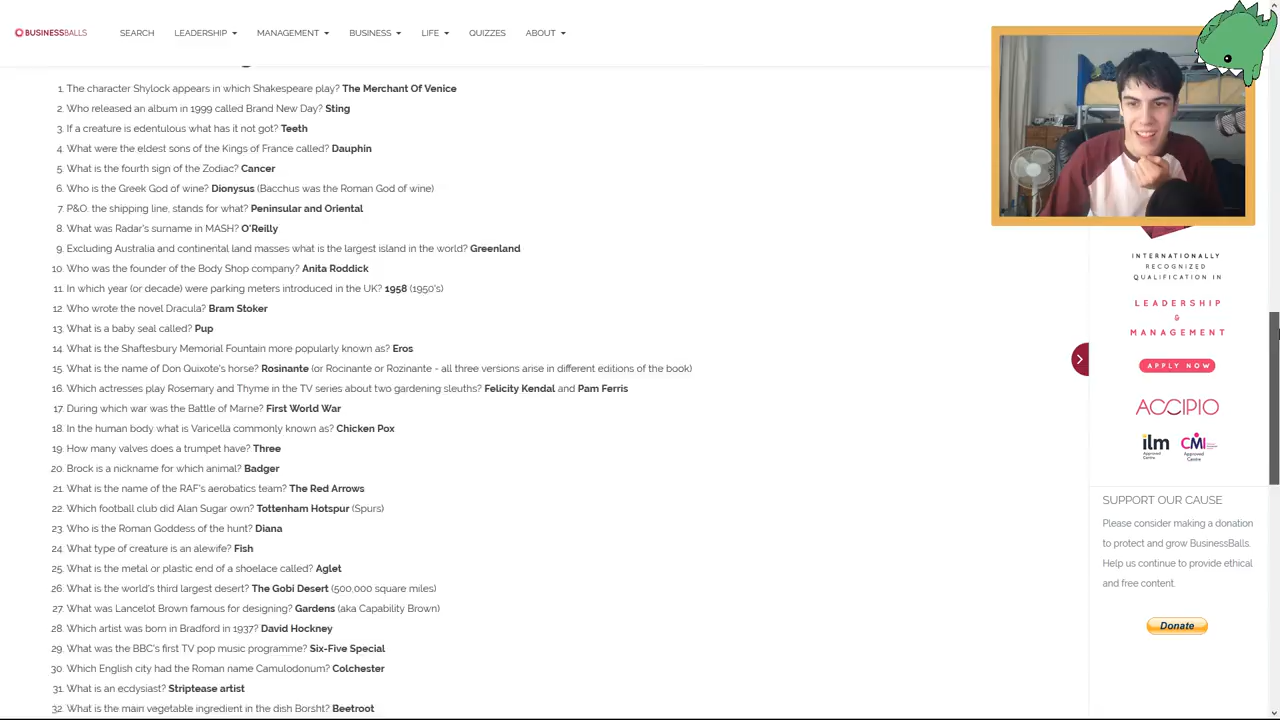 BUSINESSBALLS
SEARCH LEADERSHIP MANAGEMENT BUSINESS LIFE QUIZZES ABOUT
1. The character Shylock appears in which Shakespeare play? The Merchant Of Venice
2. Who released an album in 1999 called Brand New Day? Sting
3. If a creature is edentulous what has it not got? Teeth
4. What were the eldest sons of the Kings of France called? Dauphin
5. What is the fourth sign of the Zodiac? Cancer
6. Who is the Greek God of wine? Dionysus (Bacchus was the Roman God of wine)
7. P&O, the shipping line, stands for what? Peninsular and Oriental
8. What was Radar's surname in MASH? O'Reilly
9. Excluding Australia and continental land masses what is the largest island in the world? Greenland
10. Who was the founder of the Body Shop company? Anita Roddick
11. In which year (or decade) were parking meters introduced in the UK? 1958 (1950's)
12. Who wrote the novel Dracula? Bram Stoker
13. What is a baby seal called? Pup
14. What is the Shaftesbury Memorial Fountain more popularly known as? Eros
15. What is the name of Don Quixote's horse? Rosinante (or Rocinante or Rozinante - all three versions arise in different editions of the book)
16. Which actresses play Rosemary and Thyme in the TV series about two gardening sleuths? Felicity Kendal and Pam Ferris
17. During which war was the Battle of Marne? First World War
18. In the human body what is Varicella commonly known as? Chicken Pox
19. How many valves does a trumpet have? Three
20. Brock is a nickname for which animal? Badger
21. What is the name of the RAF's aerobatics team? The Red Arrows
22. Which football club did Alan Sugar own? Tottenham Hotspur (Spurs)
23. Who is the Roman Goddess of the hunt? Diana
24. What type of creature is an alewife? Fish
25. What is the metal or plastic end of a shoelace called? Aglet
26. What is the world's third largest desert? The Gobi Desert (500,000 square miles)
27. What was Lancelot Brown famous for designing? Gardens (aka Capability Brown)
28. Which artist was born in Bradford in 1937? David Hockney
29. What was the BBC's first TV pop music programme? Six-Five Special
30. Which English city had the Roman name Camulodonum? Colchester
31. What is an ecdysiast? Striptease artist
32. What is the main vegetable ingredient in the dish Borsht? Beetroot
INTERNATIONALLY
RECOGNIZED
QUALIFICATION IN
LEADERSHIP
&
MANAGEMENT
APPLY NOW
ACCIPIO
ilm CMI
Approved Centre Approved Centre
SUPPORT OUR CAUSE
Please consider making a donation
to protect and grow BusinessBalls.
Help us continue to provide ethical
and free content.
Donate